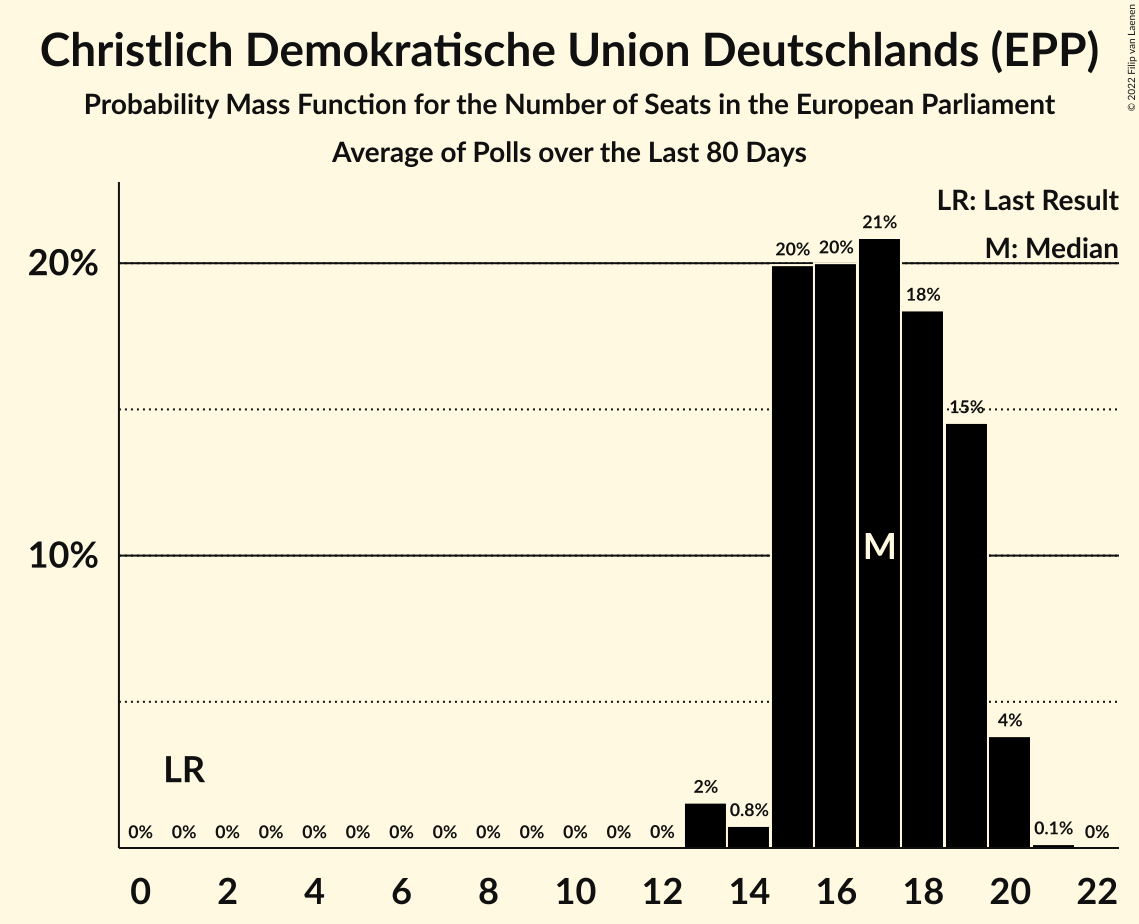 Christlich Demokratische Union Deutschlands (EPP)
Probability Mass Function for the Number of Seats in the European Parliament
Average of Polls over the Last 80 Days
© 2022 Filip van Laenen
LR: Last Result
M: Median
20%
10%
LR
M
0% 0% 0% 0% 0% 0% 0% 0% 0% 0% 0% 0% 0% 2% 0.8% 20% 20% 21% 18% 15% 4% 0.1% 0%
0 2 4 6 8 10 12 14 16 18 20 22